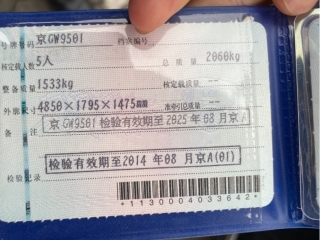 号牌号码 京GW9501 档案编号
核定载人数 5人 总质量 2060kg
整备质量 1533kg 核定载质量 --
外廓尺寸 4850×1795×1475mm 准牵引总质量 --
备注 京GW9501 检验有效期至2025年08月京A
检验有效期至2014年08月京A(01)
检验记录
*1130004033642*